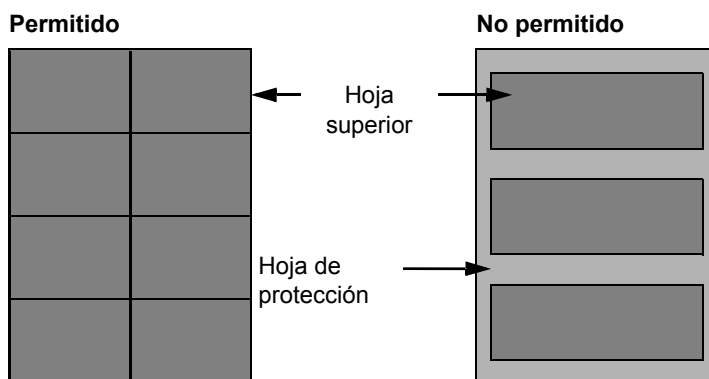 Permitido
No permitido
Hoja
superior
Hoja de
protección